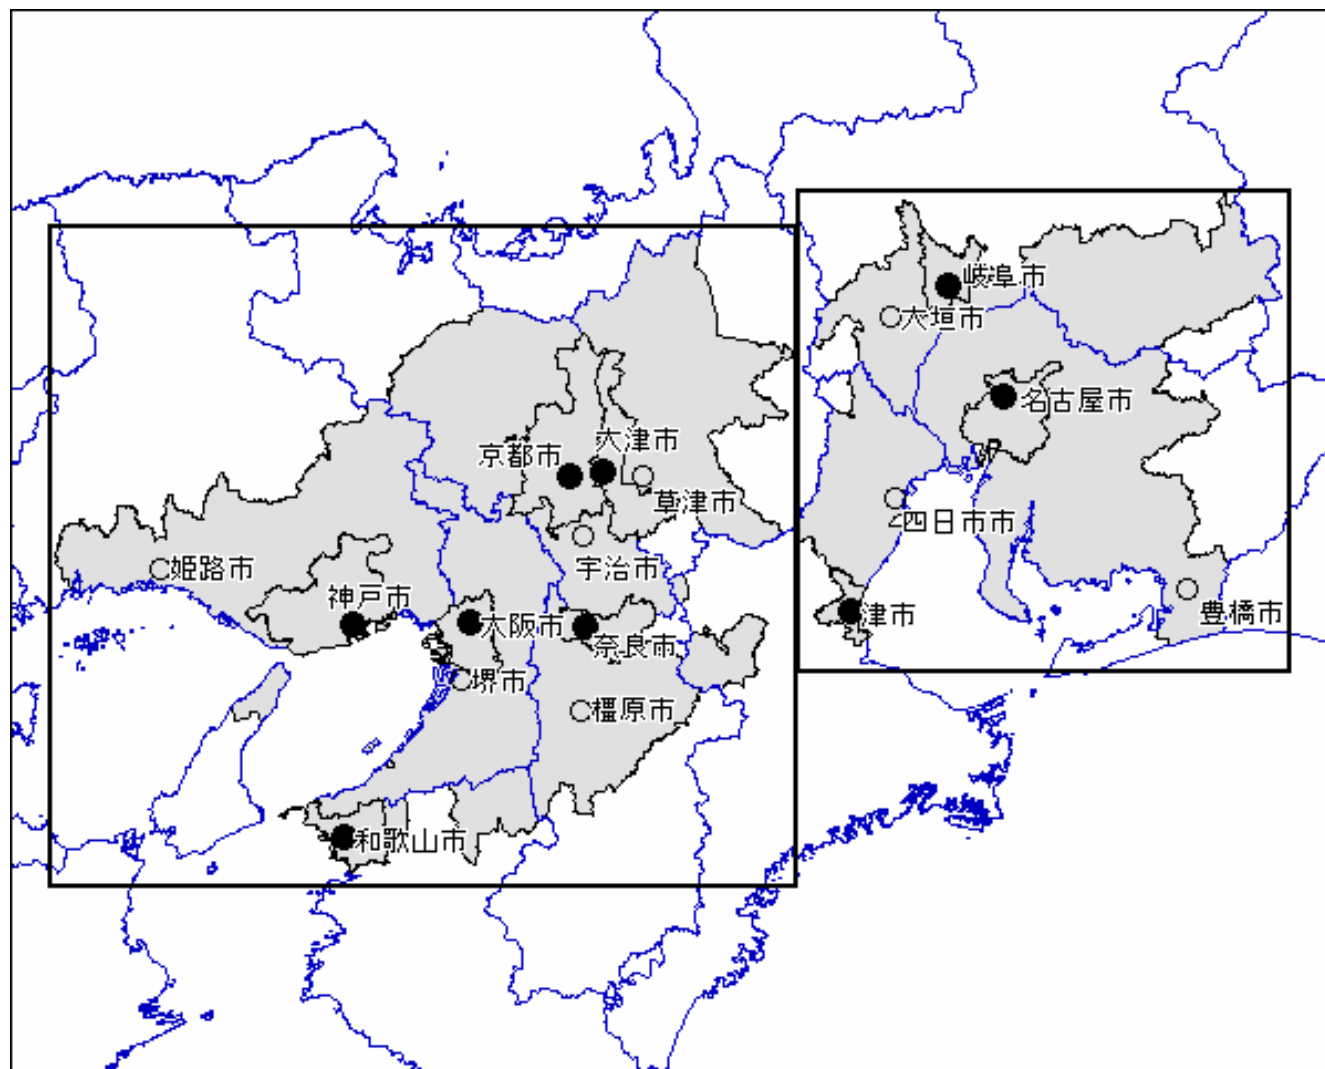 岐阜市
大垣市
名古屋市
大津市
京都市
草津市
四日市市
宇治市
姫路市
神戸市
津市
豊橋市
大阪市
奈良市
堺市
橿原市
和歌山市